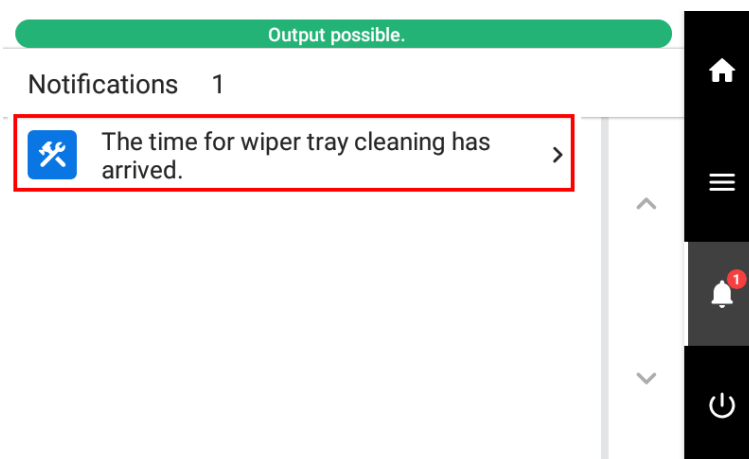 Output possible.
Notifications 1
The time for wiper tray cleaning has
arrived.
1